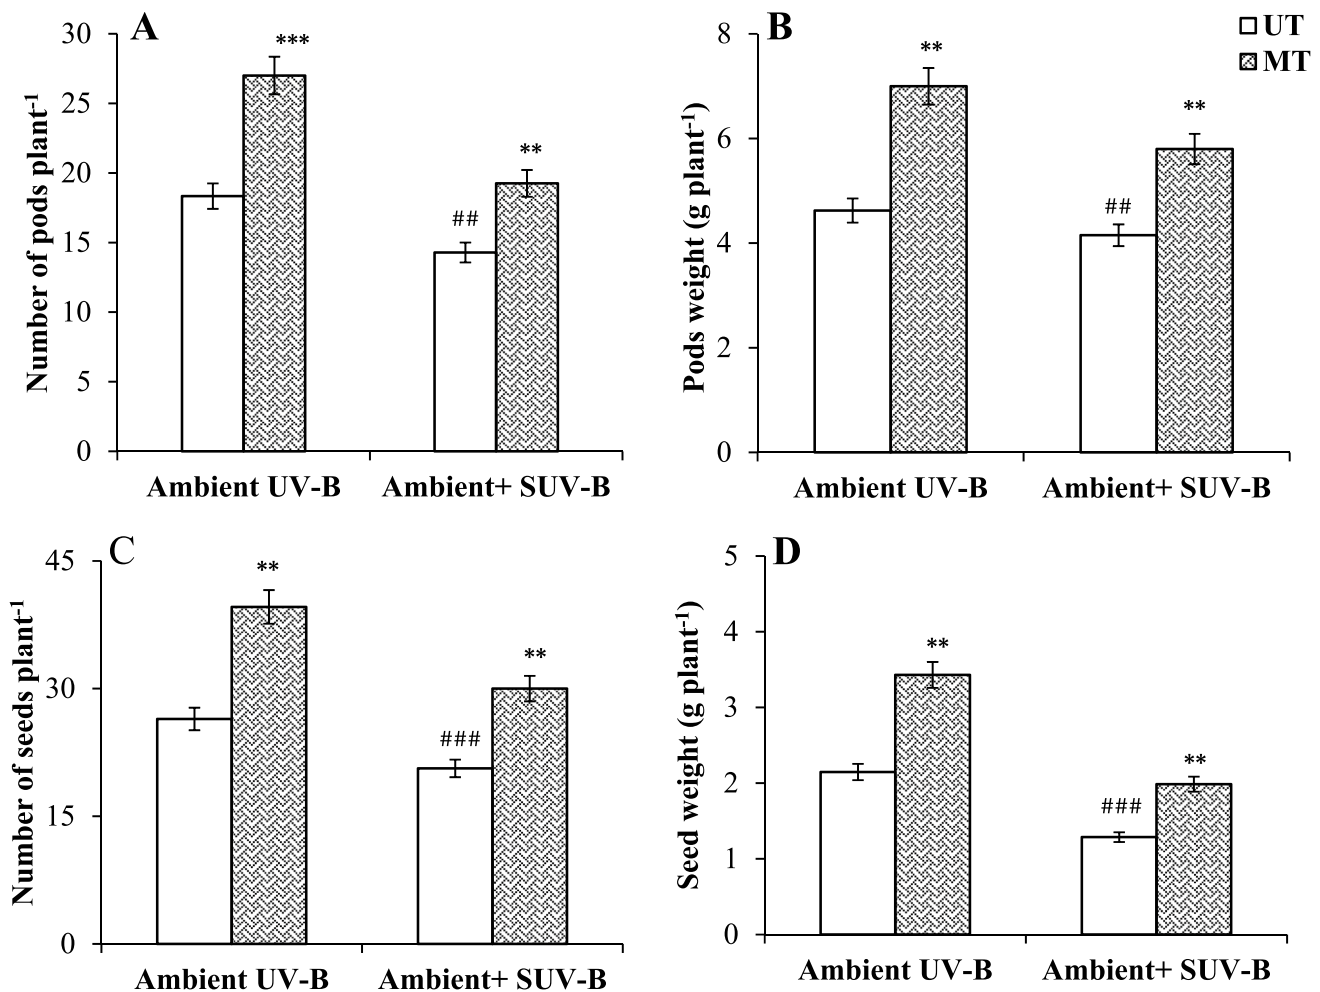 A
Number of pods plant-1
30
25
20
15
10
5
0
***
**
##
Ambient UV-B
Ambient+ SUV-B
B
UT
MT
Pods weight (g plant-1)
8
6
4
2
0
**
**
##
Ambient UV-B
Ambient+ SUV-B
C
Number of seeds plant-1
45
30
15
0
**
**
###
Ambient UV-B
Ambient+ SUV-B
D
Seed weight (g plant-1)
5
4
3
2
1
0
**
**
###
Ambient UV-B
Ambient+ SUV-B